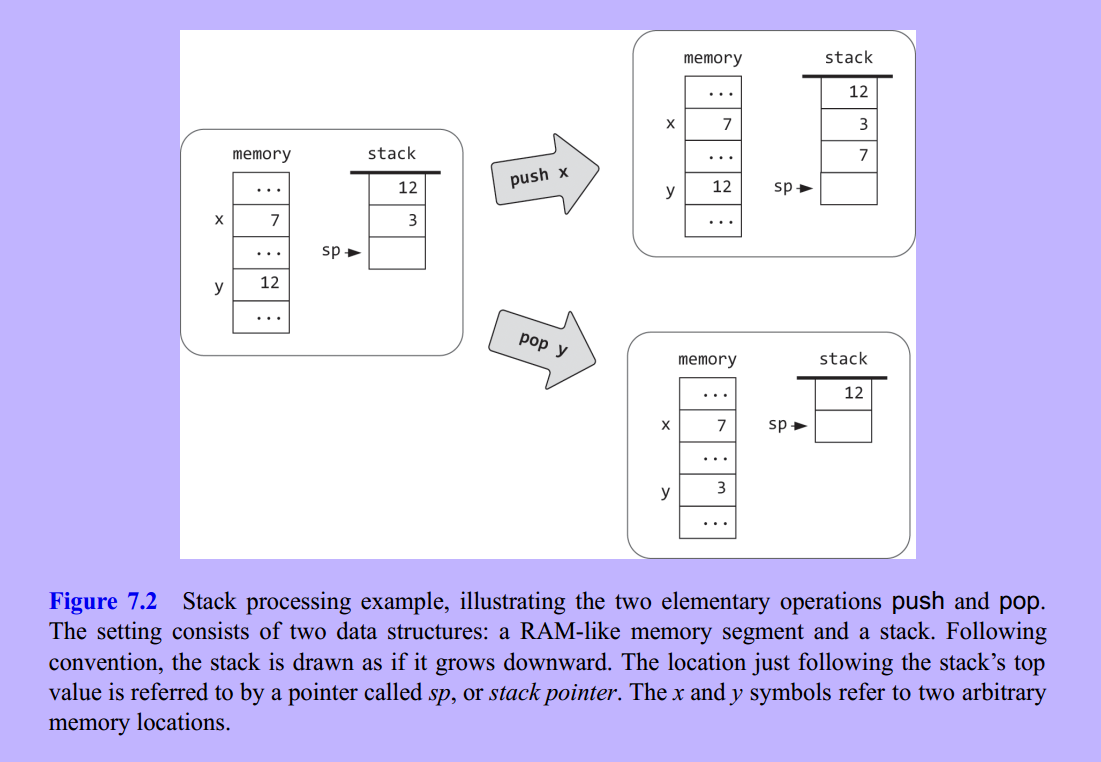 memory stack
...
12
x 7
3
...
sp
y 12
...
push x
memory stack
...
12
x 7
3
...
7
y 12
sp
...
pop y
memory stack
...
12
x 7
sp
...
y 3
...
Figure 7.2 Stack processing example, illustrating the two elementary operations push and pop.
The setting consists of two data structures: a RAM-like memory segment and a stack. Following
convention, the stack is drawn as if it grows downward. The location just following the stack’s top
value is referred to by a pointer called sp, or stack pointer. The x and y symbols refer to two arbitrary
memory locations.